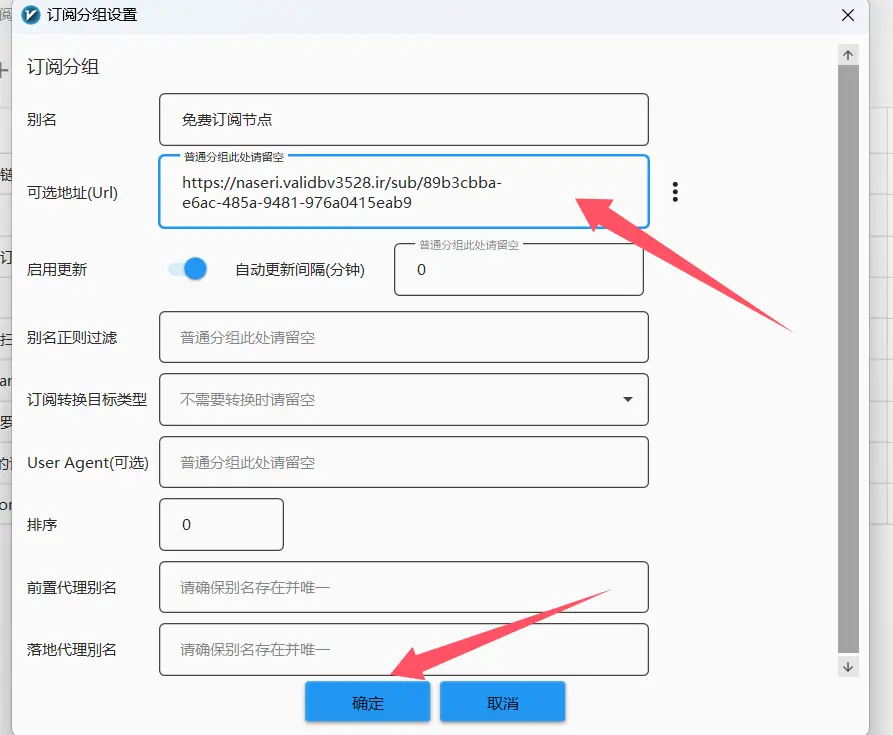 订阅分组设置
订阅分组
别名
免费订阅节点
普通分组此处请留空
可选地址(Url)
https://naseri.validbv3528.ir/sub/89b3cbba-
e6ac-485a-9481-976a0415eab9
启用更新
自动更新间隔(分钟)
普通分组此处请留空
0
别名正则过滤
普通分组此处请留空
订阅转换目标类型
不需要转换时请留空
User Agent(可选)
普通分组此处请留空
排序
0
前置代理别名
请确保别名存在并唯一
落地代理别名
请确保别名存在并唯一
确定
取消